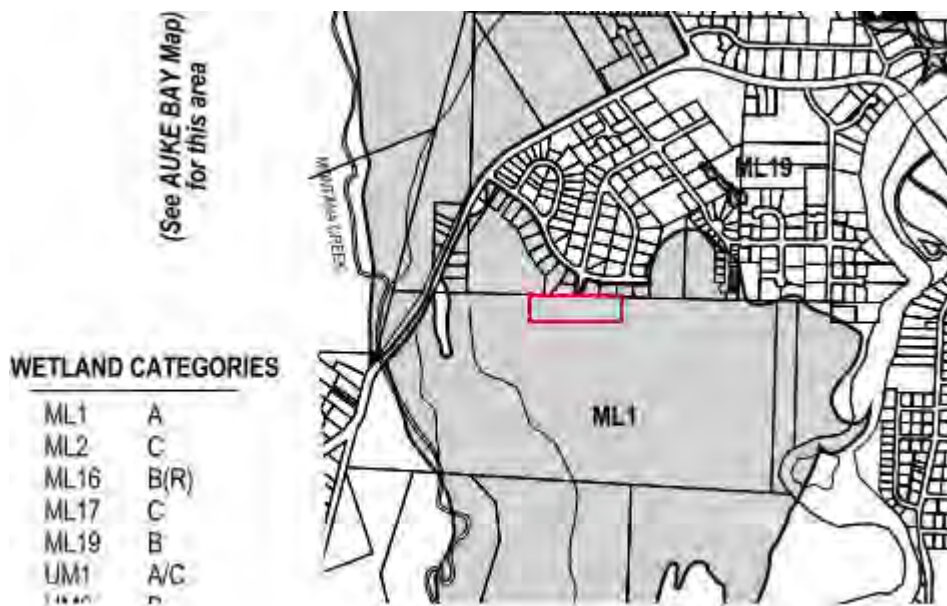 (See AUKE BAY Map)
for this area
MONTANA CREEK
ML19
ML1
WETLAND CATEGORIES
ML1 A
ML2 C
ML16 B(R)
ML17 C
ML19 B
UM1 A/C